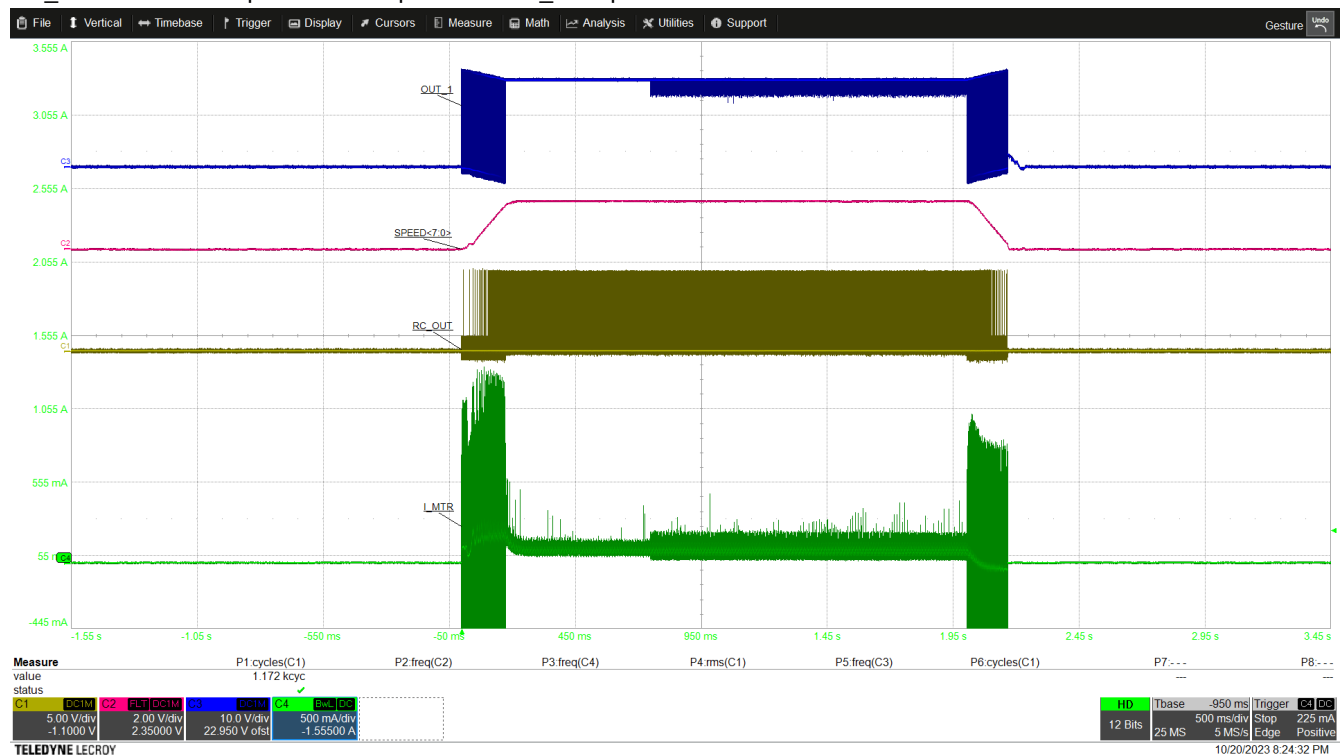 File Vertical Timebase Trigger Display Cursors Measure Math Analysis Utilities Support Gesture Undo
3.555 A
OUT_1
3.055 A
C3
2.555 A
SPEED<7:0>
C2
2.055 A
RC_OUT
1.555 A
C1
1.055 A
555 mA
I_MTR
C4
-445 mA
-1.55 s -1.05 s -550 ms -50 ms 450 ms 950 ms 1.45 s 1.95 s 2.45 s 2.95 s 3.45 s
Measure P1:cycles(C1) P2:freq(C2) P3:freq(C4) P4:rms(C1) P5:freq(C3) P6:cycles(C1) P7:- - - P8:- - -
value 1.172 kcyc --- ---
status ✓
C1 DC1M C2 FLT DC1M C3 DC1M C4 BwL DC HD Tbase -950 ms Trigger C4 DC
5.00 V/div 2.00 V/div 10.0 V/div 500 mA/div 12 Bits 500 ms/div Stop 225 mA
-1.1000 V 2.35000 V 22.950 V ofst -1.55500 A 25 MS 5 MS/s Edge Positive
TELEDYNE LECROY 10/20/2023 8:24:32 PM